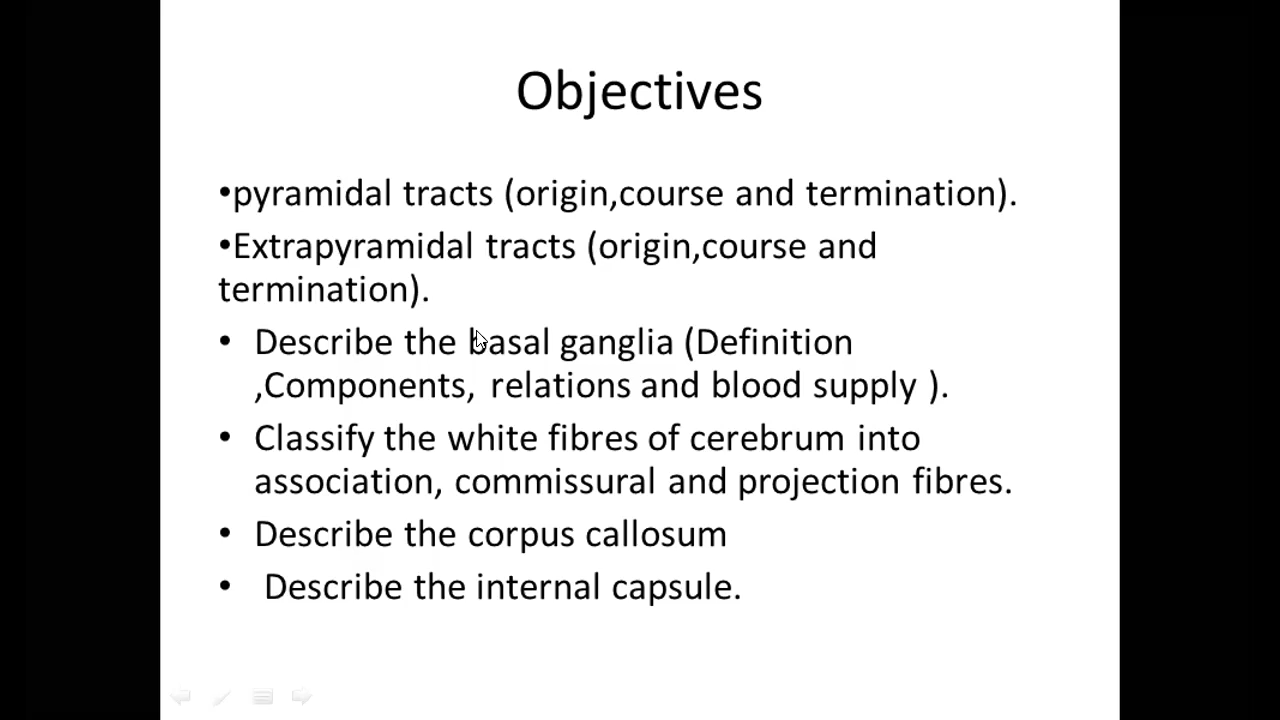 Objectives
•pyramidal tracts (origin,course and termination).
•Extrapyramidal tracts (origin,course and
termination).
• Describe the basal ganglia (Definition
,Components, relations and blood supply ).
• Classify the white fibres of cerebrum into
association, commissural and projection fibres.
• Describe the corpus callosum
• Describe the internal capsule.